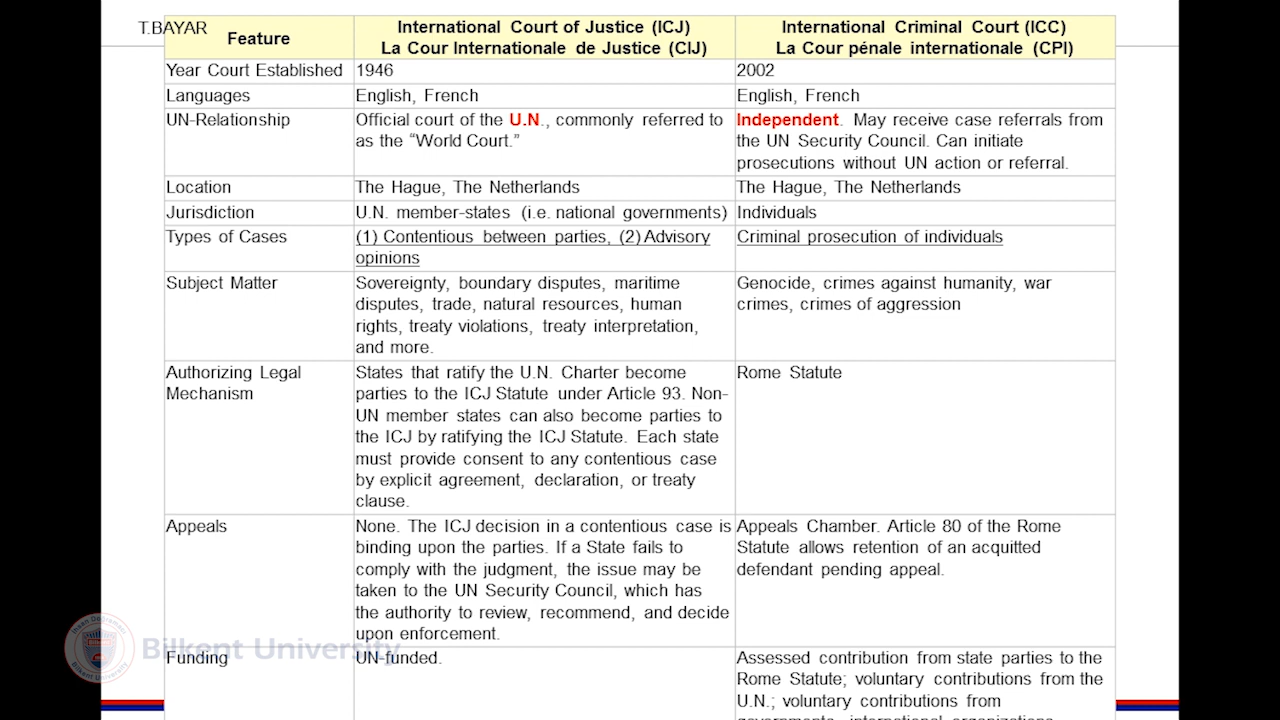 T.BAYAR
Feature
International Court of Justice (ICJ)
La Cour Internationale de Justice (CIJ)
International Criminal Court (ICC)
La Cour pénale internationale (CPI)
Year Court Established
1946
2002
Languages
English, French
English, French
UN-Relationship
Official court of the U.N., commonly referred to
as the “World Court.”
Independent. May receive case referrals from
the UN Security Council. Can initiate
prosecutions without UN action or referral.
Location
The Hague, The Netherlands
The Hague, The Netherlands
Jurisdiction
U.N. member-states (i.e. national governments)
Individuals
Types of Cases
(1) Contentious between parties, (2) Advisory
opinions
Criminal prosecution of individuals
Subject Matter
Sovereignty, boundary disputes, maritime
disputes, trade, natural resources, human
rights, treaty violations, treaty interpretation,
and more.
Genocide, crimes against humanity, war
crimes, crimes of aggression
Authorizing Legal
Mechanism
States that ratify the U.N. Charter become
parties to the ICJ Statute under Article 93. Non-
UN member states can also become parties to
the ICJ by ratifying the ICJ Statute. Each state
must provide consent to any contentious case
by explicit agreement, declaration, or treaty
clause.
Rome Statute
Appeals
None. The ICJ decision in a contentious case is
binding upon the parties. If a State fails to
comply with the judgment, the issue may be
taken to the UN Security Council, which has
the authority to review, recommend, and decide
upon enforcement.
Appeals Chamber. Article 80 of the Rome
Statute allows retention of an acquitted
defendant pending appeal.
Bilkent University
Funding
UN-funded.
Assessed contribution from state parties to the
Rome Statute; voluntary contributions from the
U.N.; voluntary contributions from
governments, international organizations,